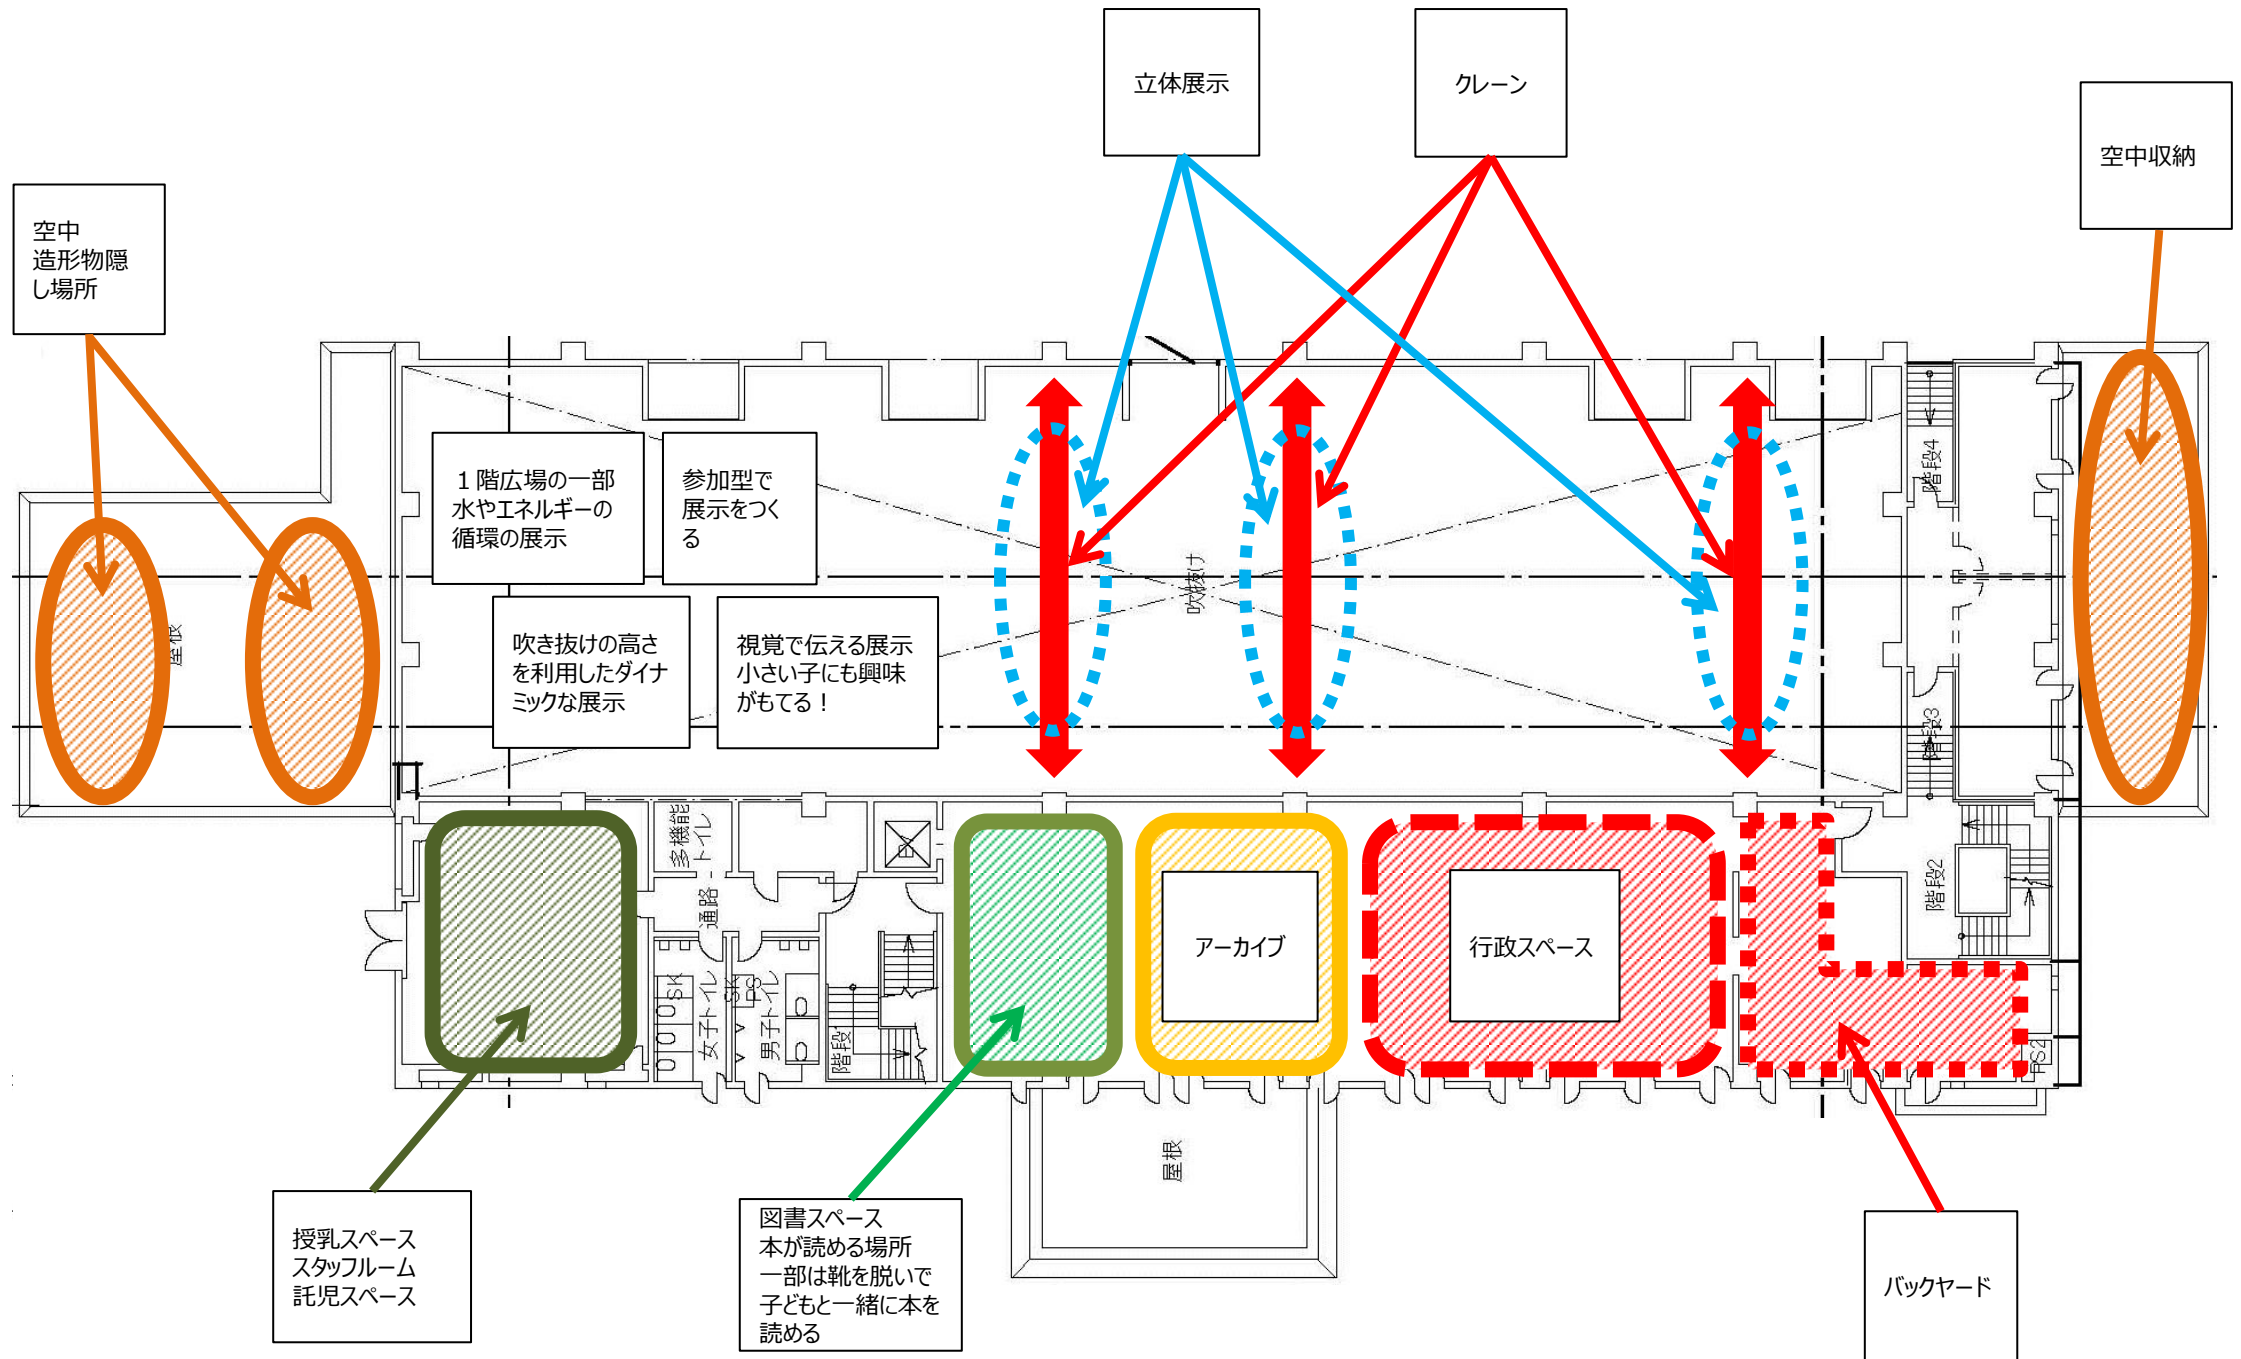 立体展示
クレーン
空中収納
空中
造形物隠
し場所
１階広場の一部
水やエネルギーの
循環の展示
参加型で
展示をつく
る
吹き抜けの高さ
を利用したダイナ
ミックな展示
視覚で伝える展示
小さい子にも興味
がもてる！
吹抜け
屋根
階段4
階段3
階段2
多機能
トイレ
通路
SK
女子トイレ
SK
PS
男子トイレ
階段1
アーカイブ
行政スペース
PS2
屋根
授乳スペース
スタッフルーム
託児スペース
図書スペース
本が読める場所
一部は靴を脱いで
子どもと一緒に本を
読める
バックヤード